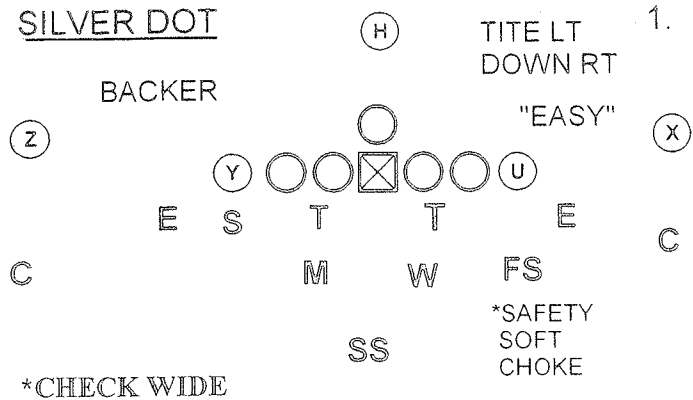 SILVER DOT
H
TITE LT
1.
DOWN RT
BACKER
"EASY"
Z
X
Y
U
E S T T E
C
C
M W FS
*SAFETY
SOFT
SS
CHOKE
*CHECK WIDE